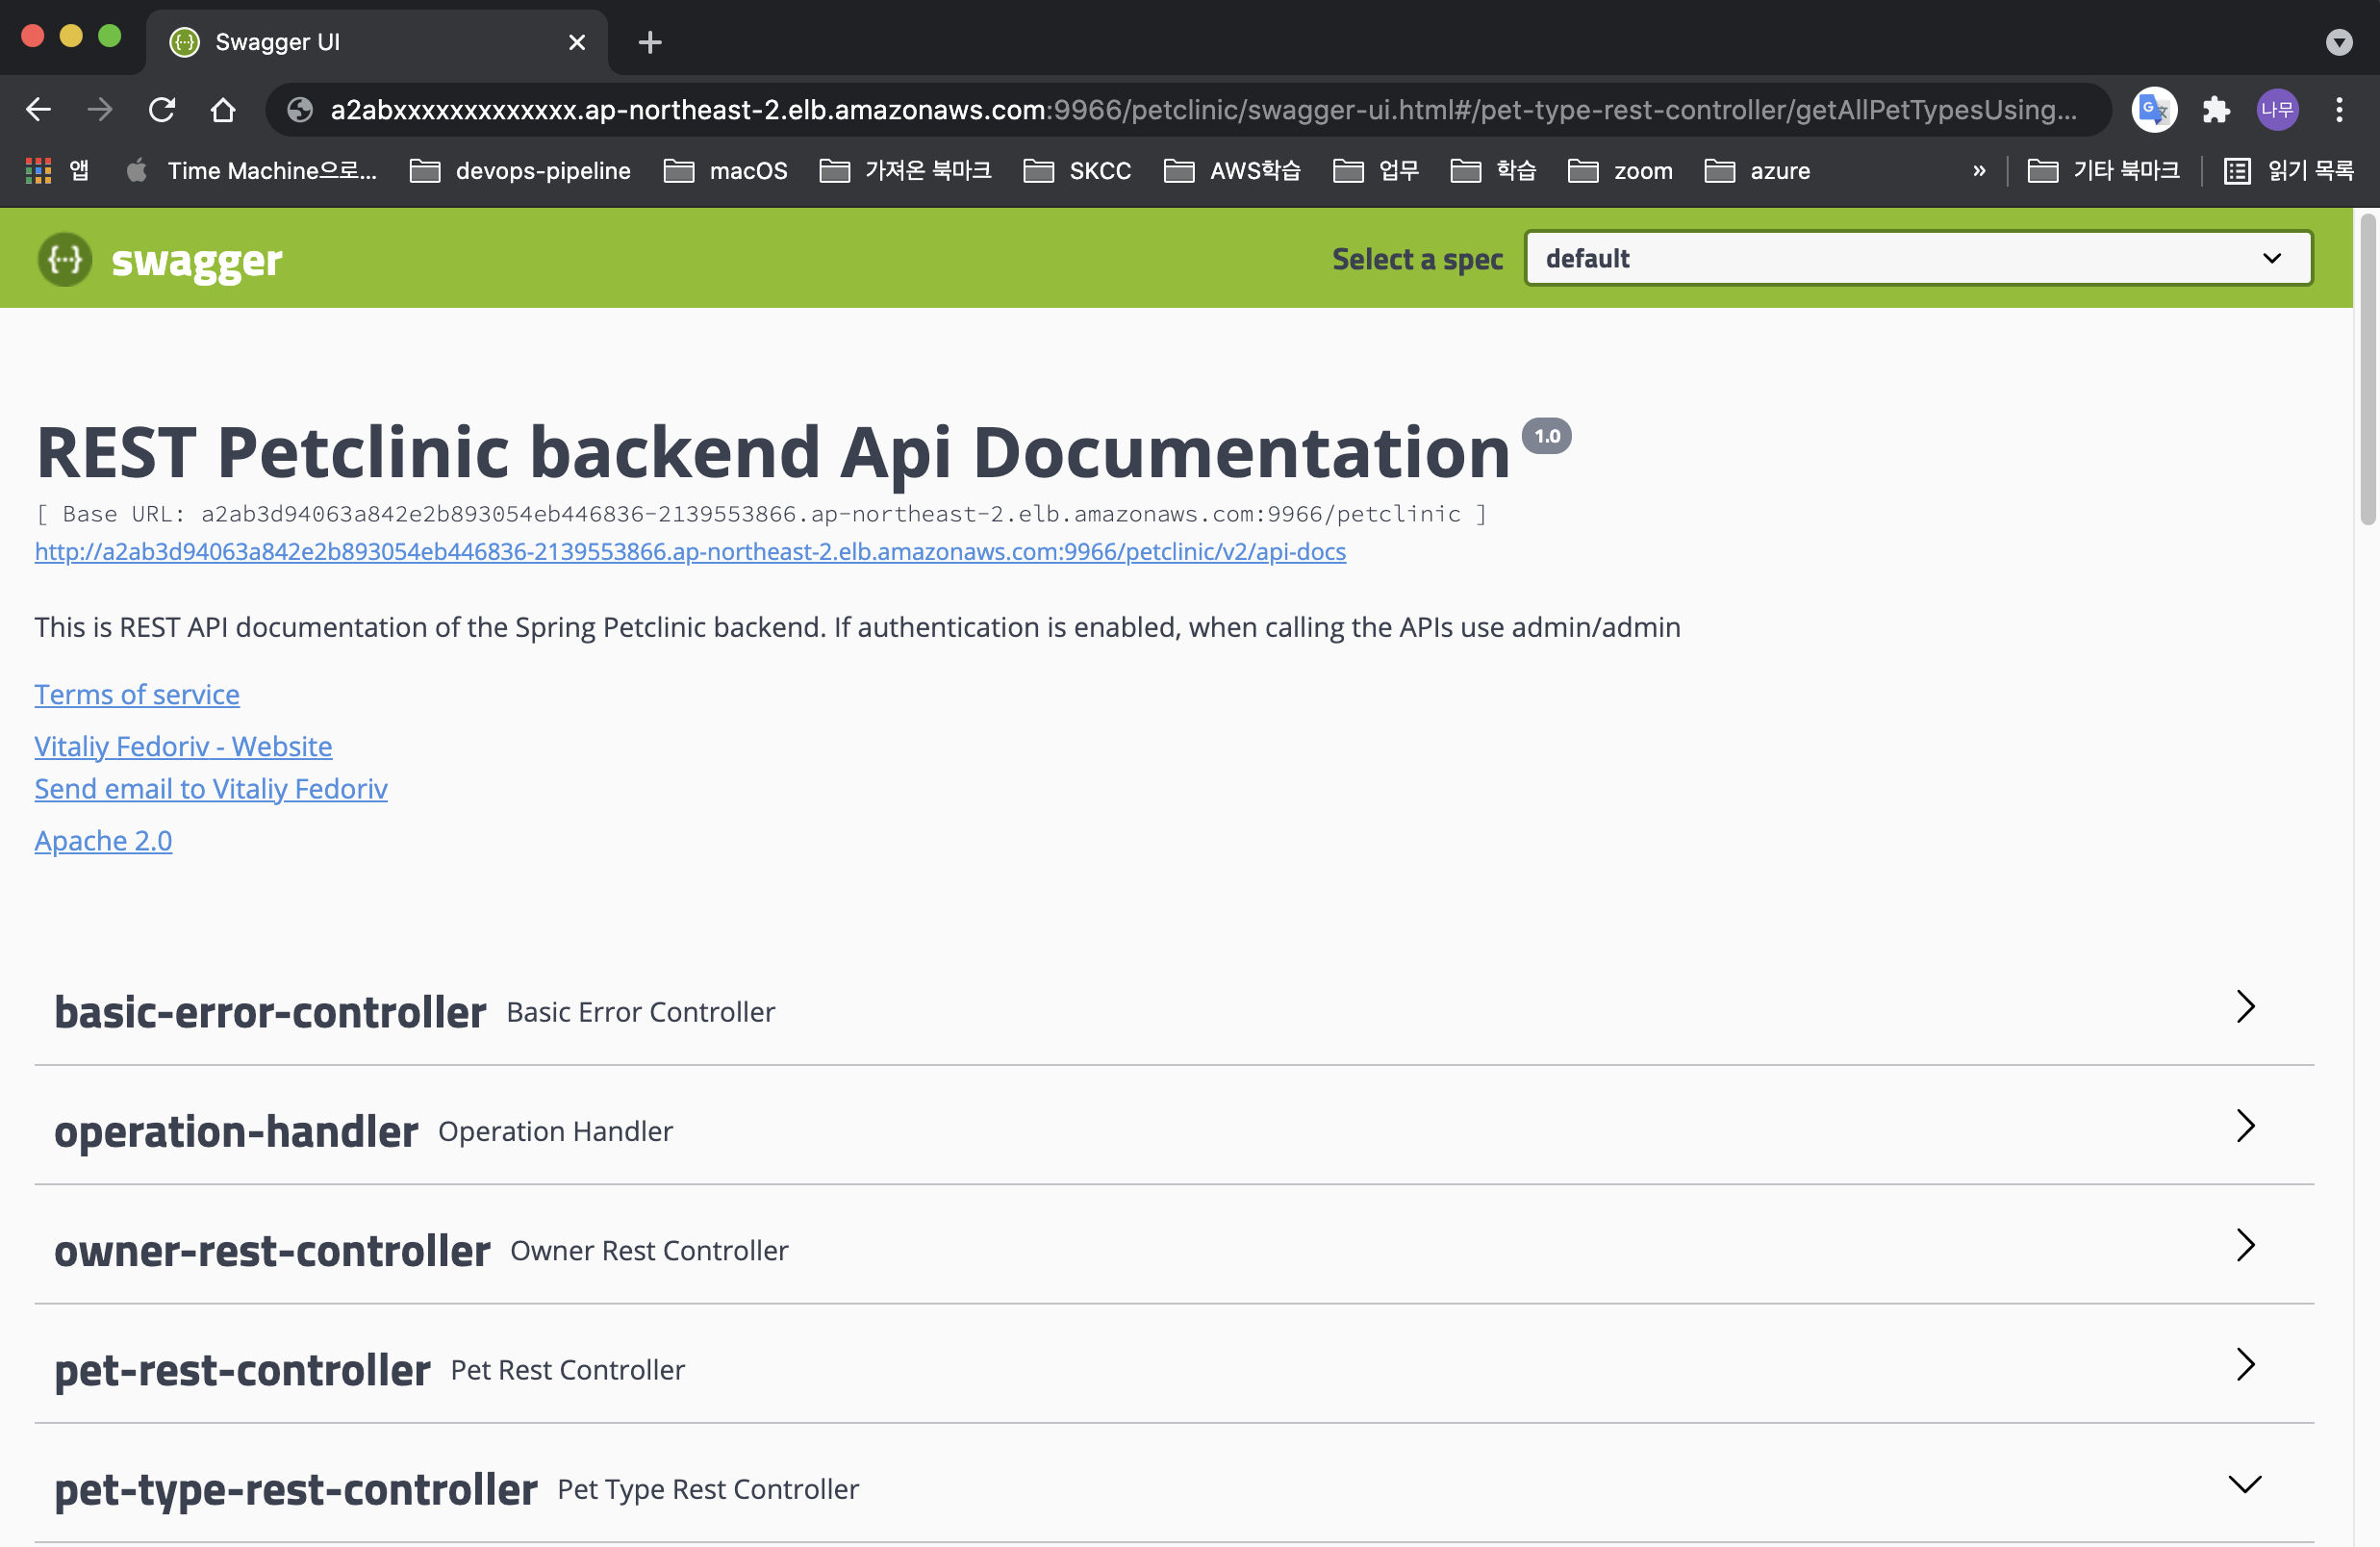 Swagger UI
a2abxxxxxxxxxxxxx.ap-northeast-2.elb.amazonaws.com:9966/petclinic/swagger-ui.html#/pet-type-rest-controller/getAllPetTypesUsing...
나무
앱 Time Machine으로... devops-pipeline macOS 가져온 북마크 SKCC AWS학습 업무 학습 zoom azure » 기타 북마크 읽기 목록
{...} swagger Select a spec default
REST Petclinic backend Api Documentation 1.0
[ Base URL: a2ab3d94063a842e2b893054eb446836-2139553866.ap-northeast-2.elb.amazonaws.com:9966/petclinic ]
http://a2ab3d94063a842e2b893054eb446836-2139553866.ap-northeast-2.elb.amazonaws.com:9966/petclinic/v2/api-docs
This is REST API documentation of the Spring Petclinic backend. If authentication is enabled, when calling the APIs use admin/admin
Terms of service
Vitaliy Fedoriv - Website
Send email to Vitaliy Fedoriv
Apache 2.0
basic-error-controller Basic Error Controller
operation-handler Operation Handler
owner-rest-controller Owner Rest Controller
pet-rest-controller Pet Rest Controller
pet-type-rest-controller Pet Type Rest Controller